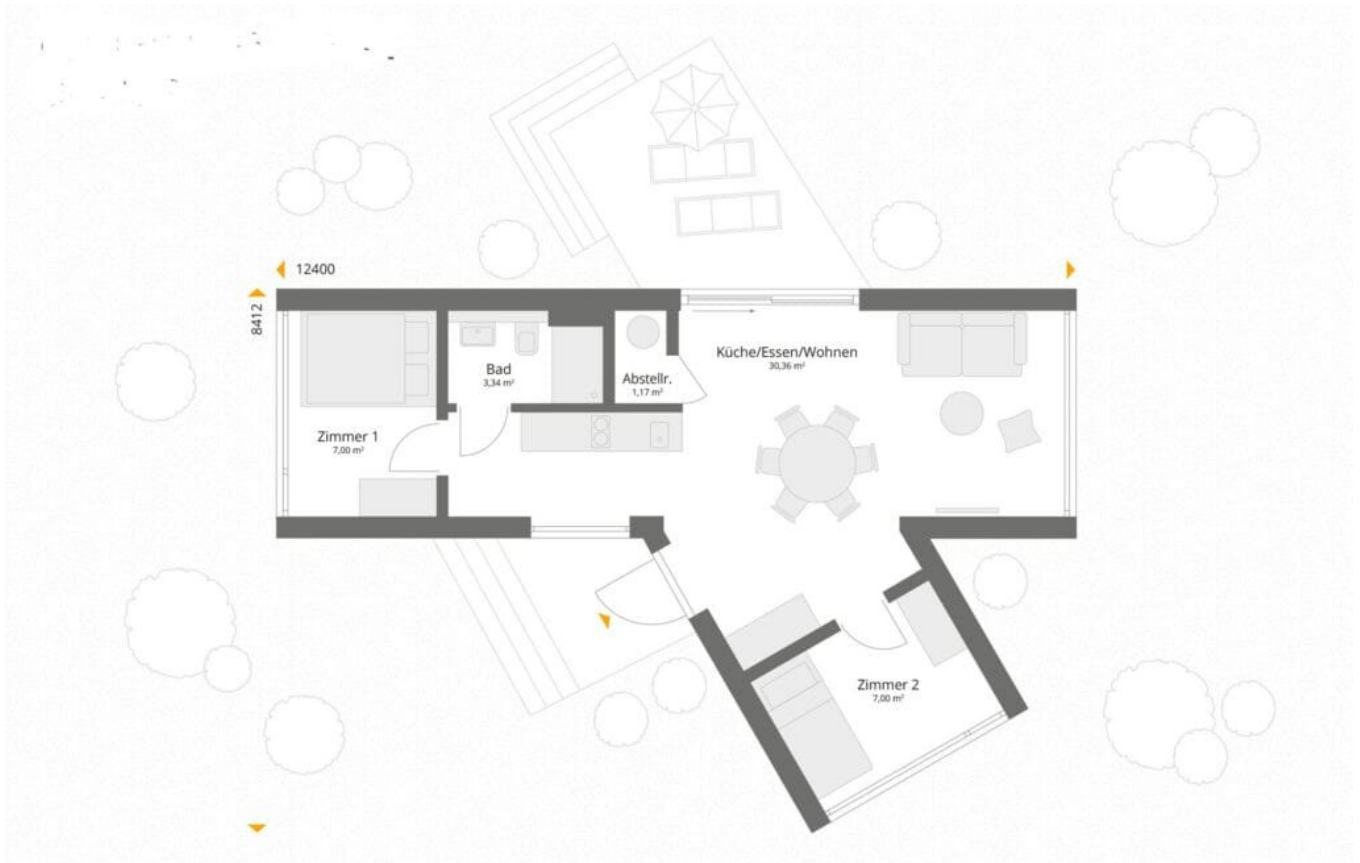 12400
8412
Küche/Essen/Wohnen
30,36 m²
Bad
3,34 m²
Abstellr.
1,17 m²
Zimmer 1
7,00 m²
Zimmer 2
7,00 m²